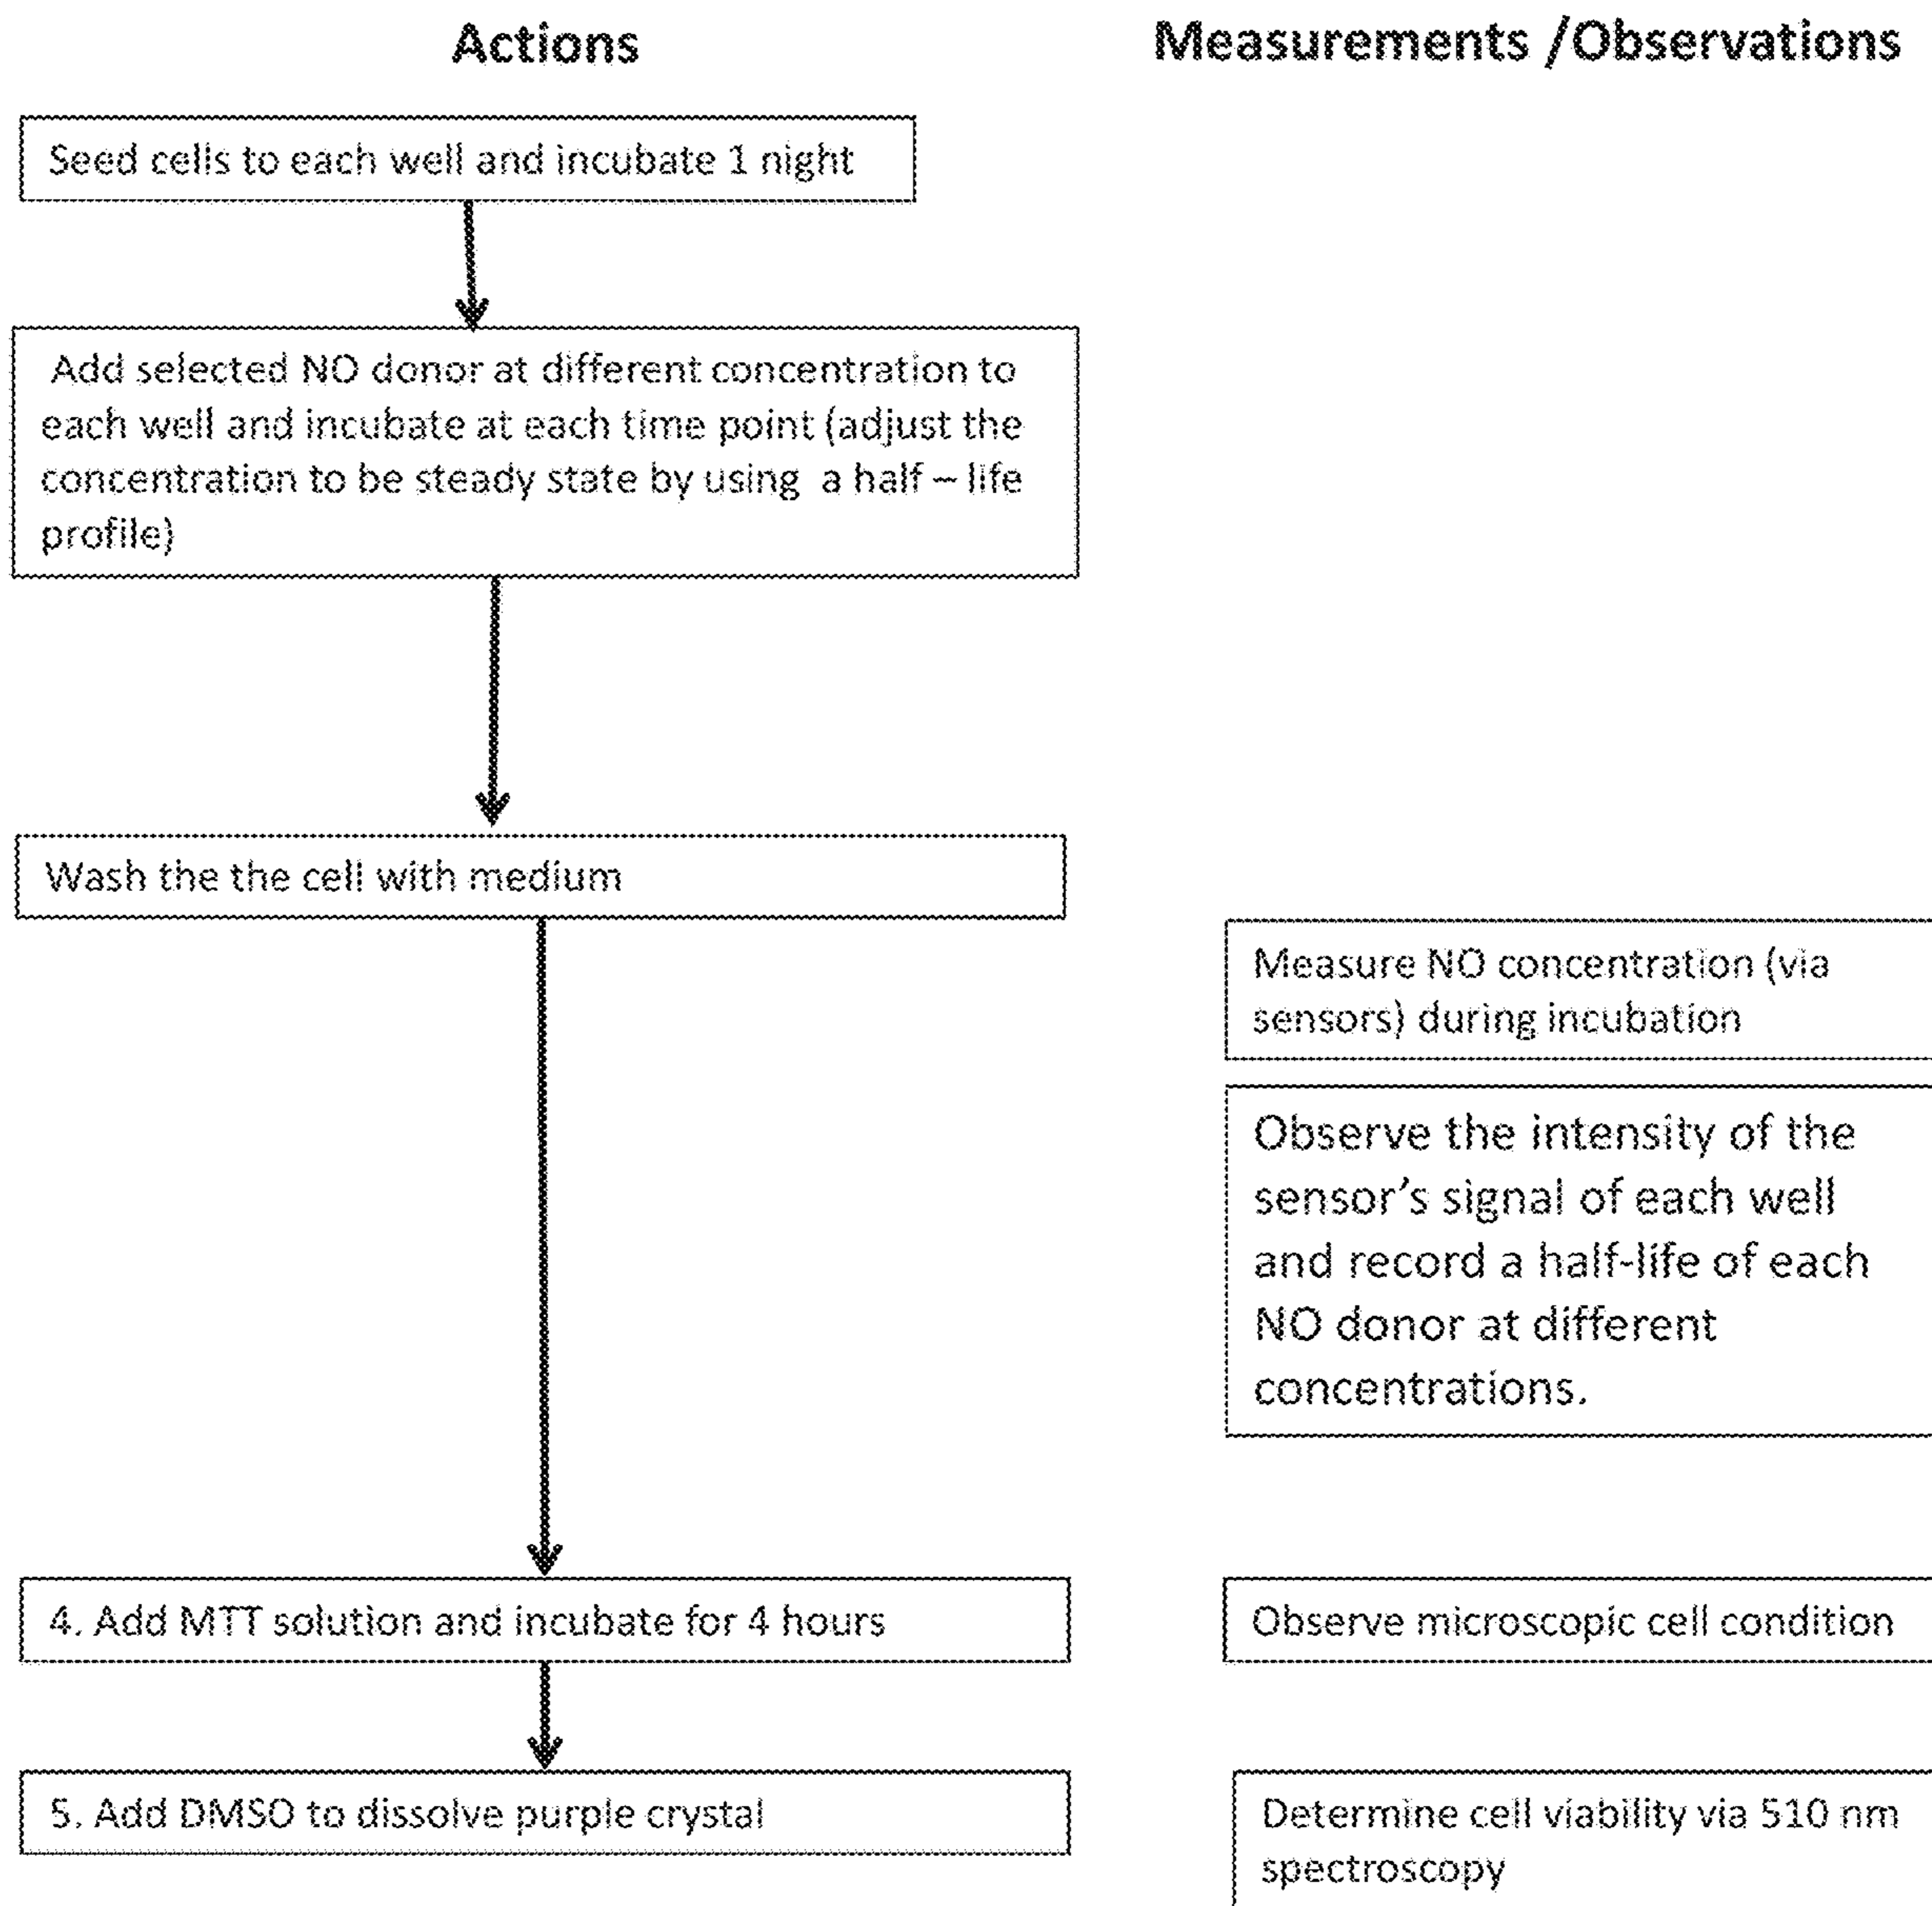 Actions
Measurements /Observations
Seed cells to each well and incubate 1 night
Add selected NO donor at different concentration to
each well and incubate at each time point (adjust the
concentration to be steady state by using a half – life
profile)
Wash the the cell with medium
Measure NO concentration (via
sensors) during incubation
Observe the intensity of the
sensor's signal of each well
and record a half-life of each
NO donor at different
concentrations.
4. Add MTT solution and incubate for 4 hours
Observe microscopic cell condition
5. Add DMSO to dissolve purple crystal
Determine cell viability via 510 nm
spectroscopy